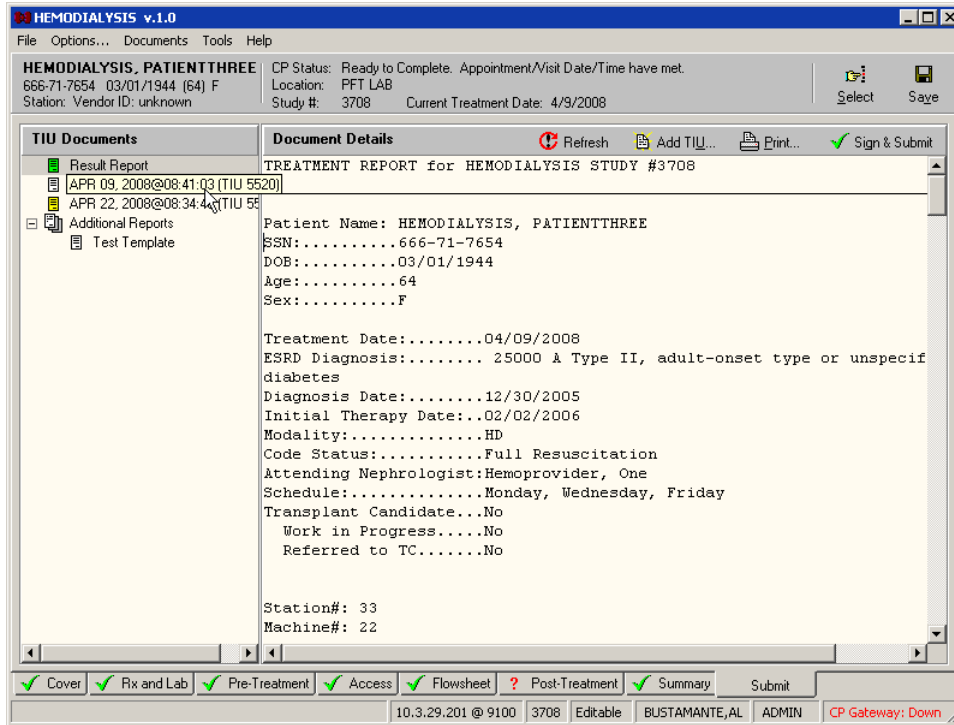 HEMODIALYSIS v.1.0
File Options... Documents Tools Help
HEMODIALYSIS, PATIENTTHREE
666-71-7654 03/01/1944 (64) F
Station: Vendor ID: unknown
CP Status: Ready to Complete. Appointment/Visit Date/Time have met.
Location: PFT LAB
Study #: 3708 Current Treatment Date: 4/9/2008
Select Save
TIU Documents
Result Report
APR 09, 2008@08:41:03 (TIU 5520)
APR 22, 2008@08:34:4 (TIU 55
Additional Reports
Test Template
Document Details Refresh Add TIU... Print... Sign & Submit
TREATMENT REPORT for HEMODIALYSIS STUDY #3708
Patient Name: HEMODIALYSIS, PATIENTTHREE
SSN:..........666-71-7654
DOB:..........03/01/1944
Age:..........64
Sex:..........F
Treatment Date:........04/09/2008
ESRD Diagnosis:........ 25000 A Type II, adult-onset type or unspecif
diabetes
Diagnosis Date:........12/30/2005
Initial Therapy Date:..02/02/2006
Modality:..............HD
Code Status:...........Full Resuscitation
Attending Nephrologist:Hemoprovider, One
Schedule:..............Monday, Wednesday, Friday
Transplant Candidate...No
Work in Progress.....No
Referred to TC.......No
Station#: 33
Machine#: 22
Cover Rx and Lab Pre-Treatment Access Flowsheet ? Post-Treatment Summary Submit
10.3.29.201 @ 9100 3708 Editable BUSTAMANTE,AL ADMIN CP Gateway: Down